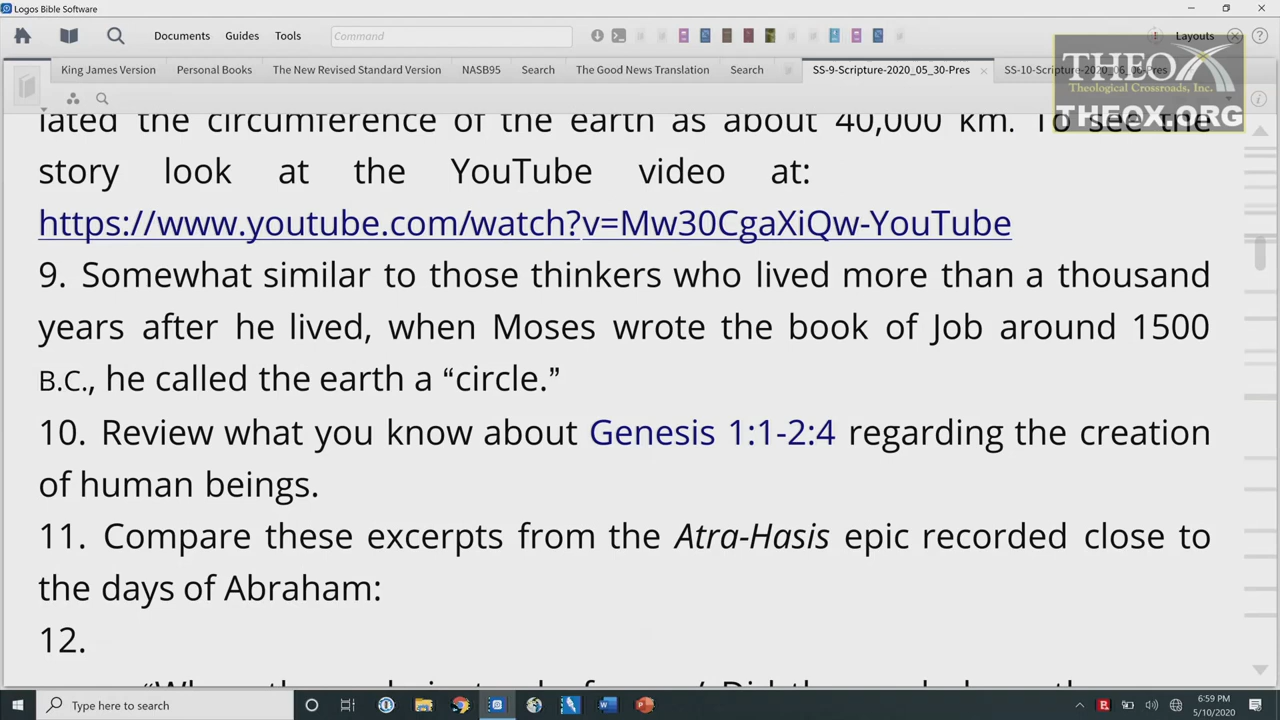 Logos Bible Software
Documents Guides Tools Command Layouts
King James Version Personal Books The New Revised Standard Version Search NASB95 Search The Good News Translation Search SS-9-Scripture-2020_05_30-Pres SS-10-Scripture-2020_06_06-Pres
THEOX
Theological Crossroads, Inc.
THEOX.ORG
lated the circumference of the earth as about 40,000 km. To see the
story look at the YouTube video at:
https://www.youtube.com/watch?v=Mw30CgaXiQw-YouTube
9. Somewhat similar to those thinkers who lived more than a thousand
years after he lived, when Moses wrote the book of Job around 1500
B.C., he called the earth a “circle.”
10. Review what you know about Genesis 1:1-2:4 regarding the creation
of human beings.
11. Compare these excerpts from the Atra-Hasis epic recorded close to
the days of Abraham:
12.
Type here to search
6:59 PM
5/10/2020